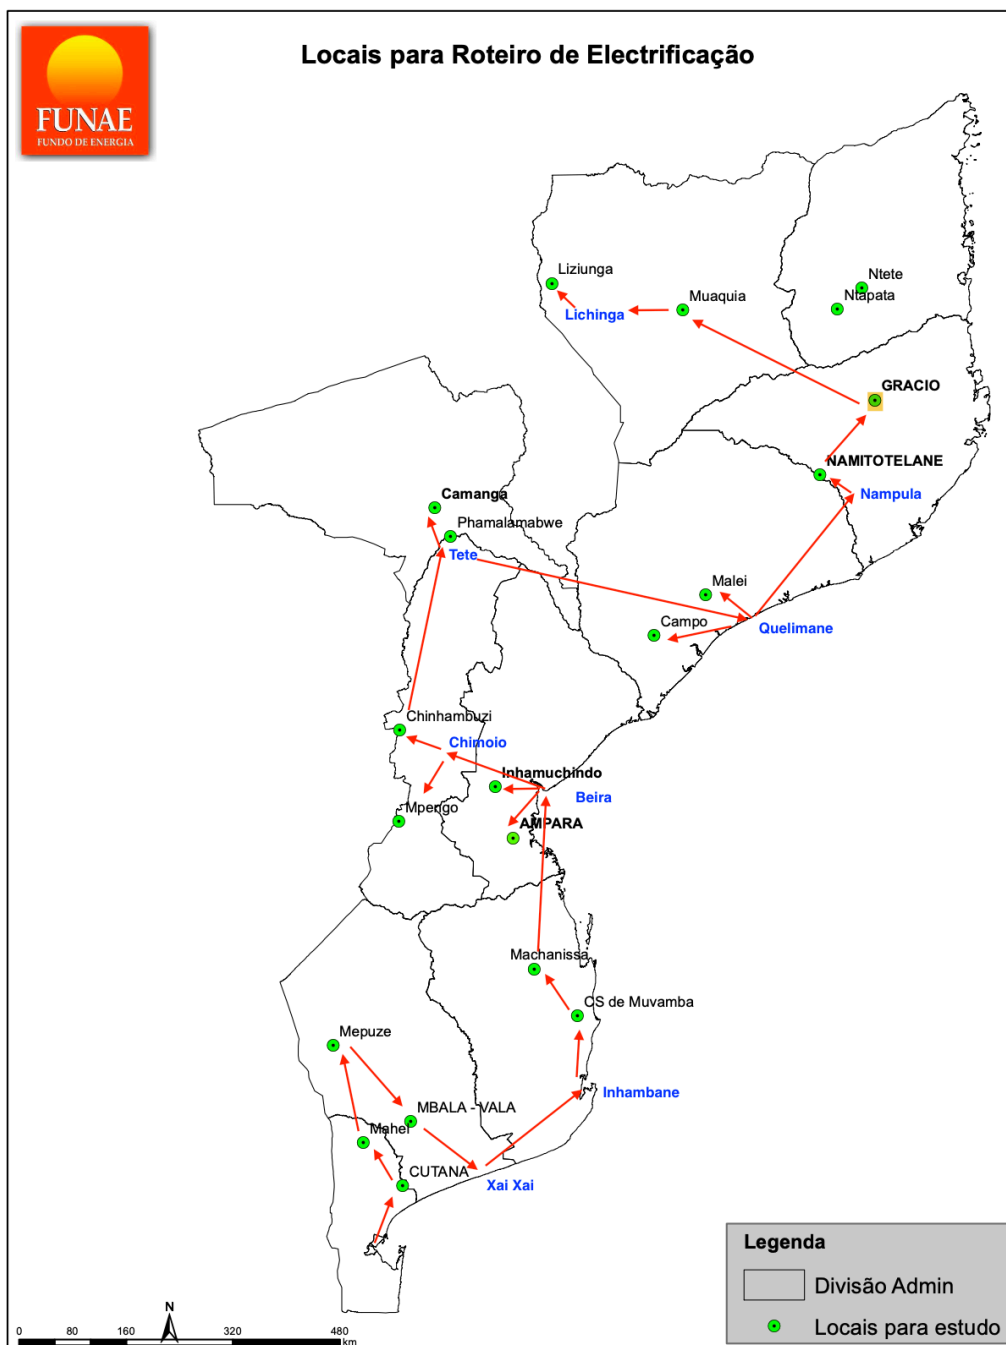 Locais para Roteiro de Electrificação
FUNAE
FUNDO DE ENERGIA
Liziunga
Lichinga
Muaquia
Ntete
Ntapata
GRACIO
NAMITOTELANE
Nampula
Camanga
Phamalamabwe
Tete
Malei
Campo
Quelimane
Chinhambuzi
Chimoio
Inhamuchindo
Beira
Mpengo
AMPARA
Machanissa
CS de Muvamba
Mepuze
Inhambane
MBALA - VALA
Mahel
CUTANA
Xai Xai
Legenda
Divisão Admin
Locais para estudo
N
0 80 160 320 480
km